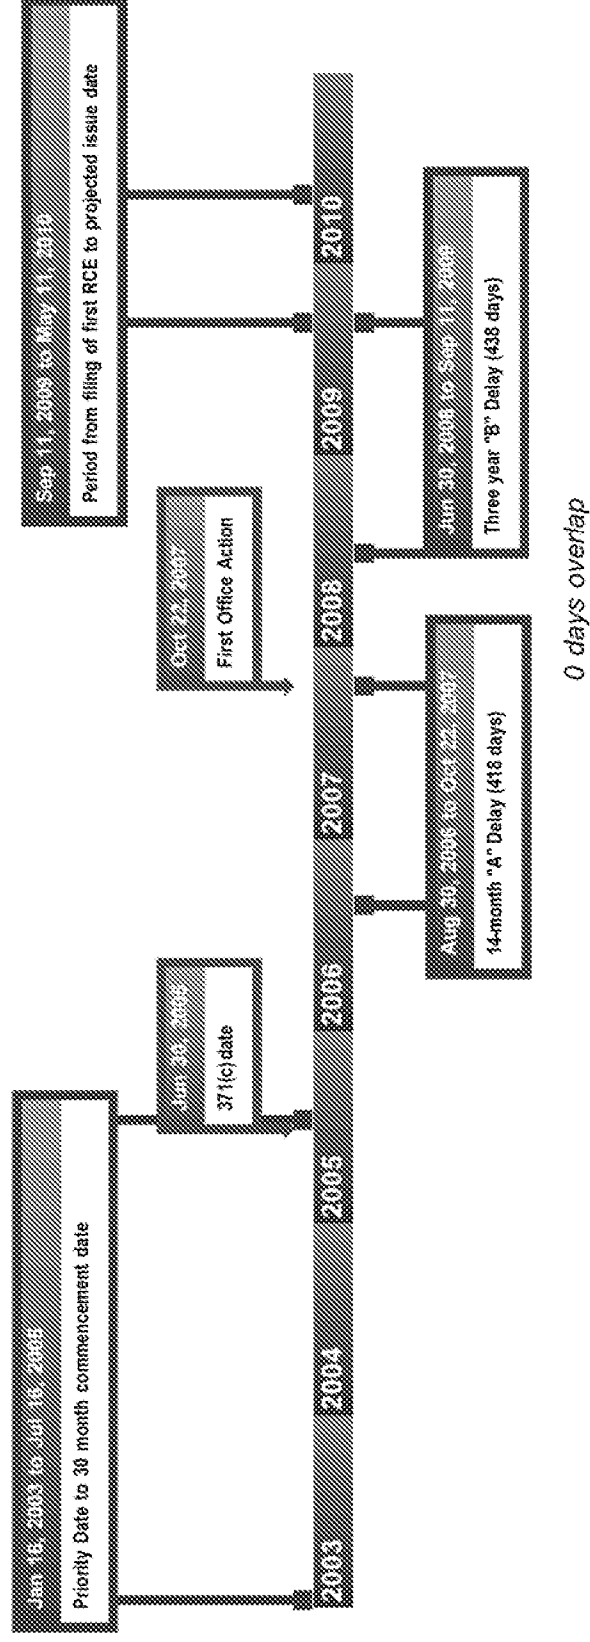 Jan 16, 2003 to Jul 16, 2005
Priority Date to 30 month commencement date
Sep 11, 2009 to May 11, 2010
Period from filing of first RCE to projected issue date
Jun 30, 2005
371(c) date
Oct 22, 2007
First Office Action
2003 2004 2005 2006 2007 2008 2009 2010
Aug 30, 2006 to Oct 22, 2007
14-month "A" Delay (418 days)
Jun 30, 2008 to Sep 11, 2009
Three year "B" Delay (438 days)
0 days overlap